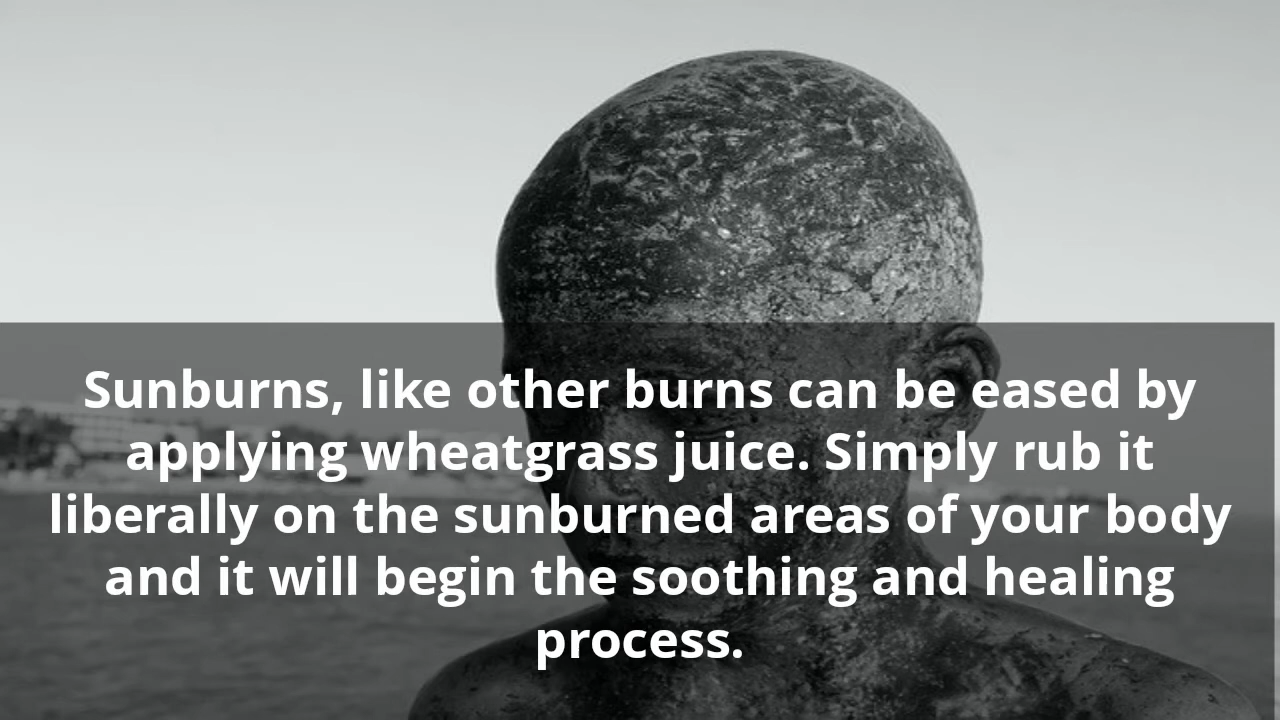 Sunburns, like other burns can be eased by
applying wheatgrass juice. Simply rub it
liberally on the sunburned areas of your body
and it will begin the soothing and healing
process.